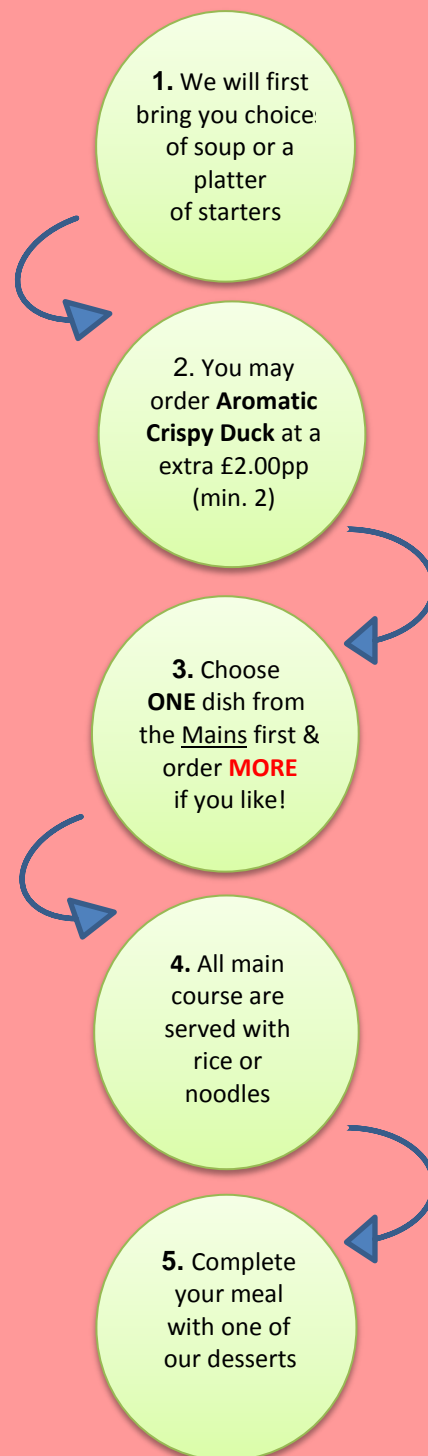 1. We will first
bring you choice
of soup or a
platter
of starters
2. You may
order Aromatic
Crispy Duck at a
extra £2.00pp
(min. 2)
3. Choose
ONE dish from
the Mains first &
order MORE
if you like!
4. All main
course are
served with
rice or
noodles
5. Complete
your meal
with one of
our desserts